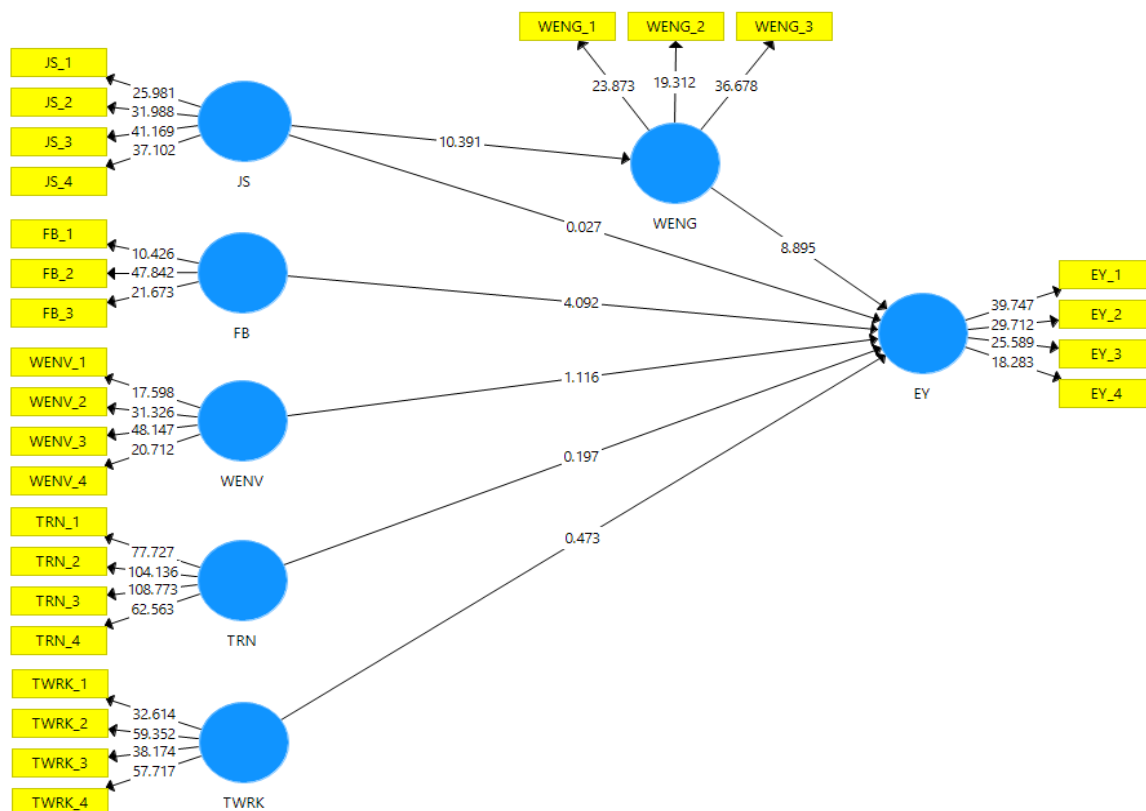 WENG_1
WENG_2
WENG_3
23.873
19.312
36.678
WENG
JS_1
JS_2
JS_3
JS_4
25.981
31.988
41.169
37.102
JS
10.391
0.027
8.895
FB_1
FB_2
FB_3
10.426
47.842
21.673
FB
4.092
WENV_1
WENV_2
WENV_3
WENV_4
17.598
31.326
48.147
20.712
WENV
1.116
TRN_1
TRN_2
TRN_3
TRN_4
77.727
104.136
108.773
62.563
TRN
0.197
TWRK_1
TWRK_2
TWRK_3
TWRK_4
32.614
59.352
38.174
57.717
TWRK
0.473
EY
39.747
29.712
25.589
18.283
EY_1
EY_2
EY_3
EY_4